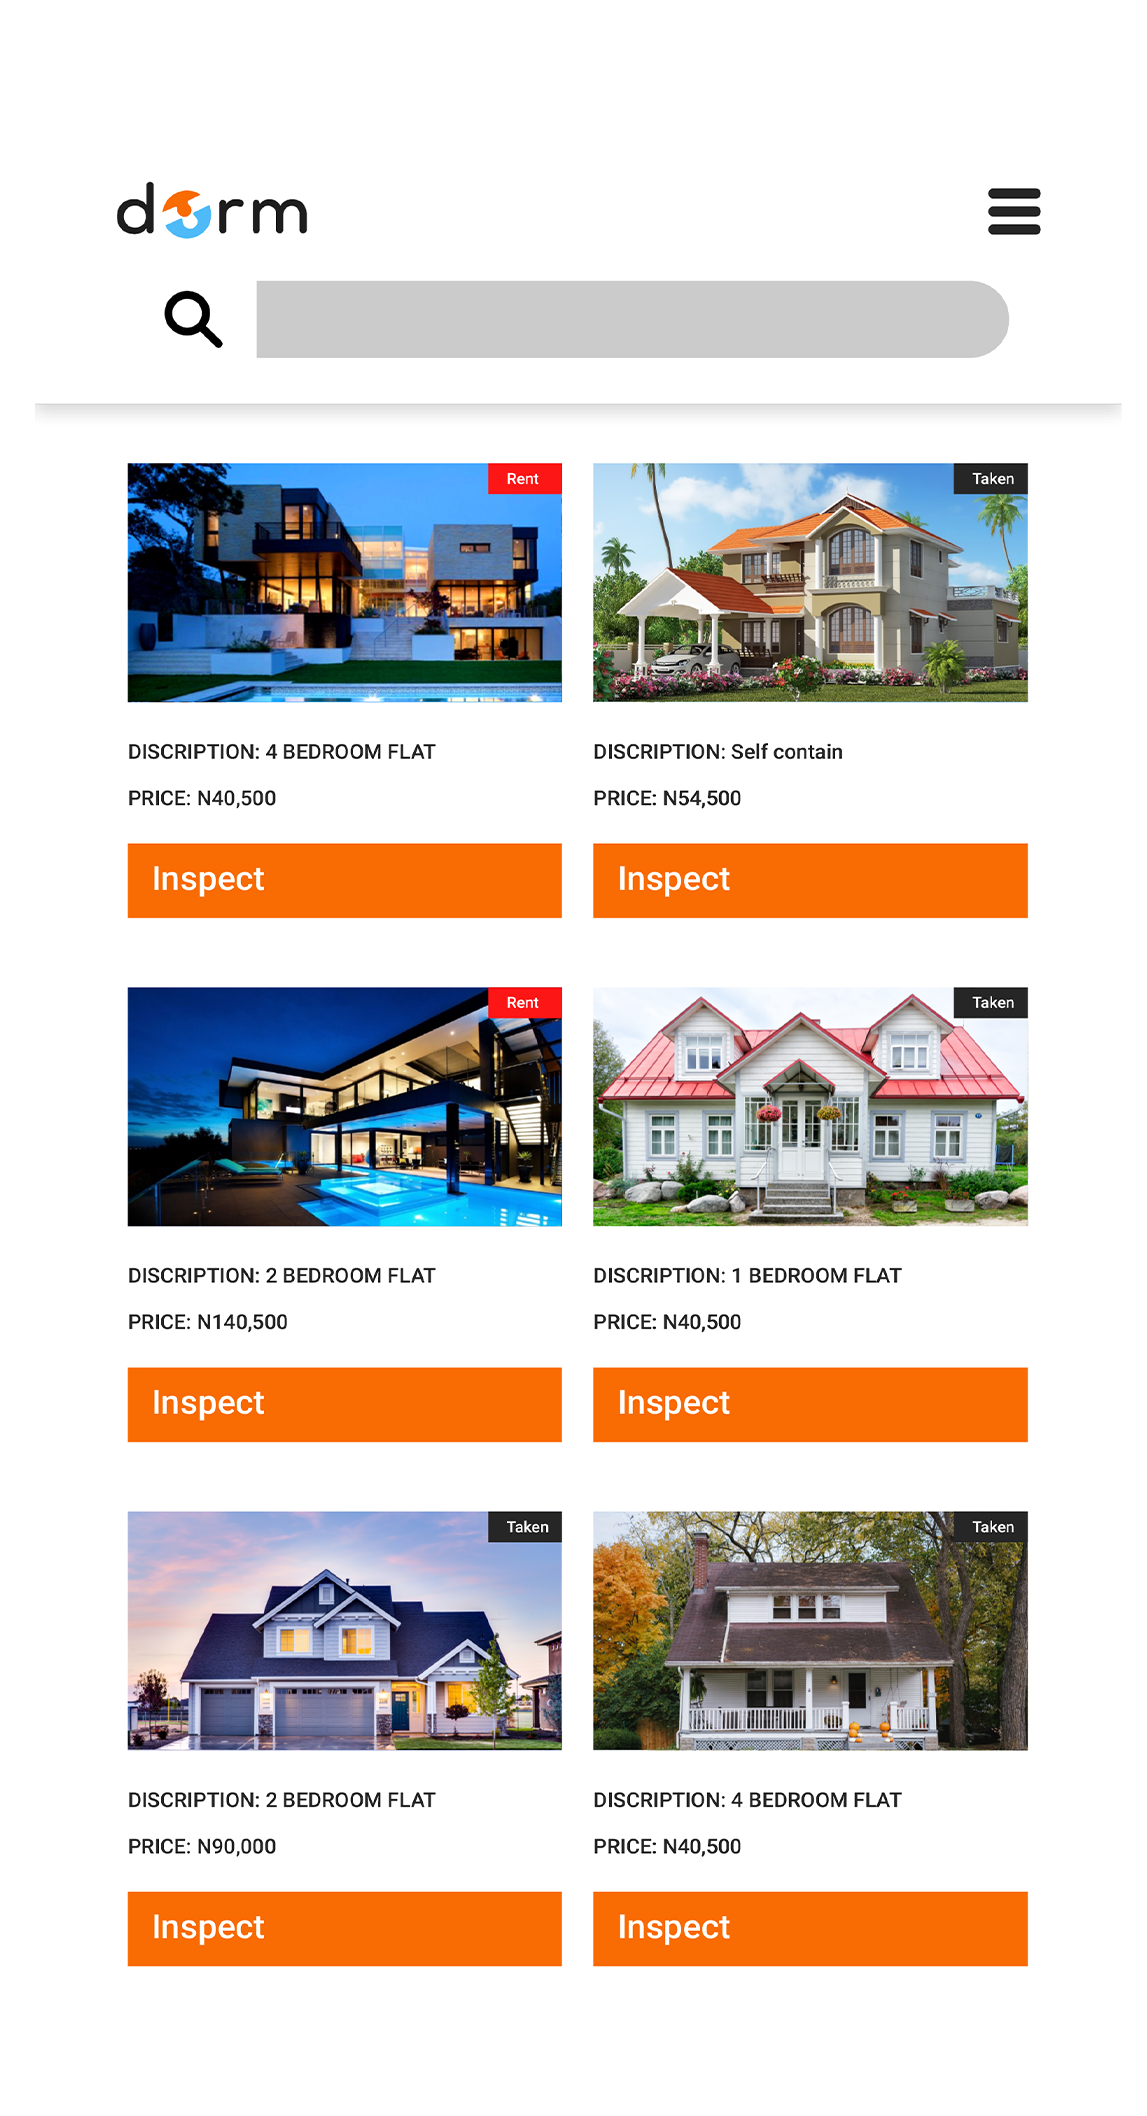 dorm
Rent
Taken
DISCRIPTION: 4 BEDROOM FLAT
PRICE: N40,500
Inspect
DISCRIPTION: Self contain
PRICE: N54,500
Inspect
Rent
Taken
DISCRIPTION: 2 BEDROOM FLAT
PRICE: N140,500
Inspect
DISCRIPTION: 1 BEDROOM FLAT
PRICE: N40,500
Inspect
Taken
Taken
DISCRIPTION: 2 BEDROOM FLAT
PRICE: N90,000
Inspect
DISCRIPTION: 4 BEDROOM FLAT
PRICE: N40,500
Inspect